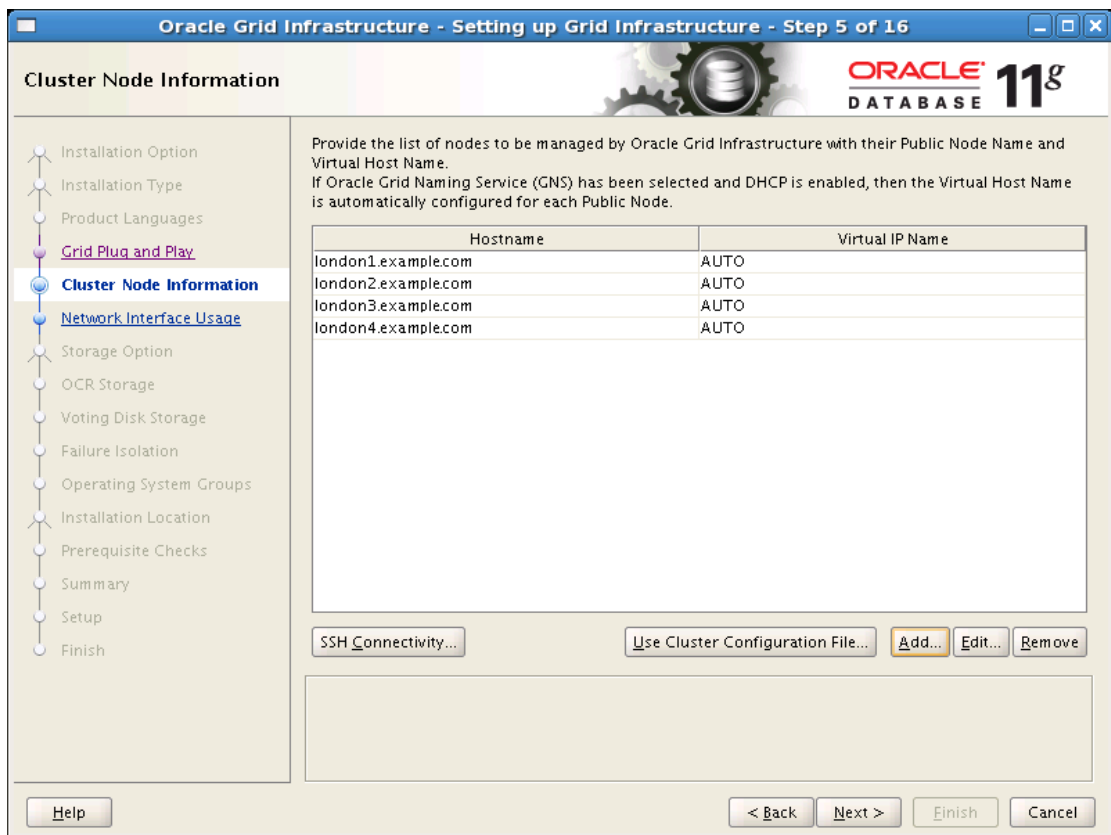 Oracle Grid Infrastructure - Setting up Grid Infrastructure - Step 5 of 16
Cluster Node Information
ORACLE
DATABASE
11g
Installation Option
Installation Type
Product Languages
Grid Plug and Play
Cluster Node Information
Network Interface Usage
Storage Option
OCR Storage
Voting Disk Storage
Failure Isolation
Operating System Groups
Installation Location
Prerequisite Checks
Summary
Setup
Finish
Provide the list of nodes to be managed by Oracle Grid Infrastructure with their Public Node Name and
Virtual Host Name.
If Oracle Grid Naming Service (GNS) has been selected and DHCP is enabled, then the Virtual Host Name
is automatically configured for each Public Node.
Hostname Virtual IP Name
london1.example.com AUTO
london2.example.com AUTO
london3.example.com AUTO
london4.example.com AUTO
SSH Connectivity... Use Cluster Configuration File... Add... Edit... Remove
Help < Back Next > Finish Cancel